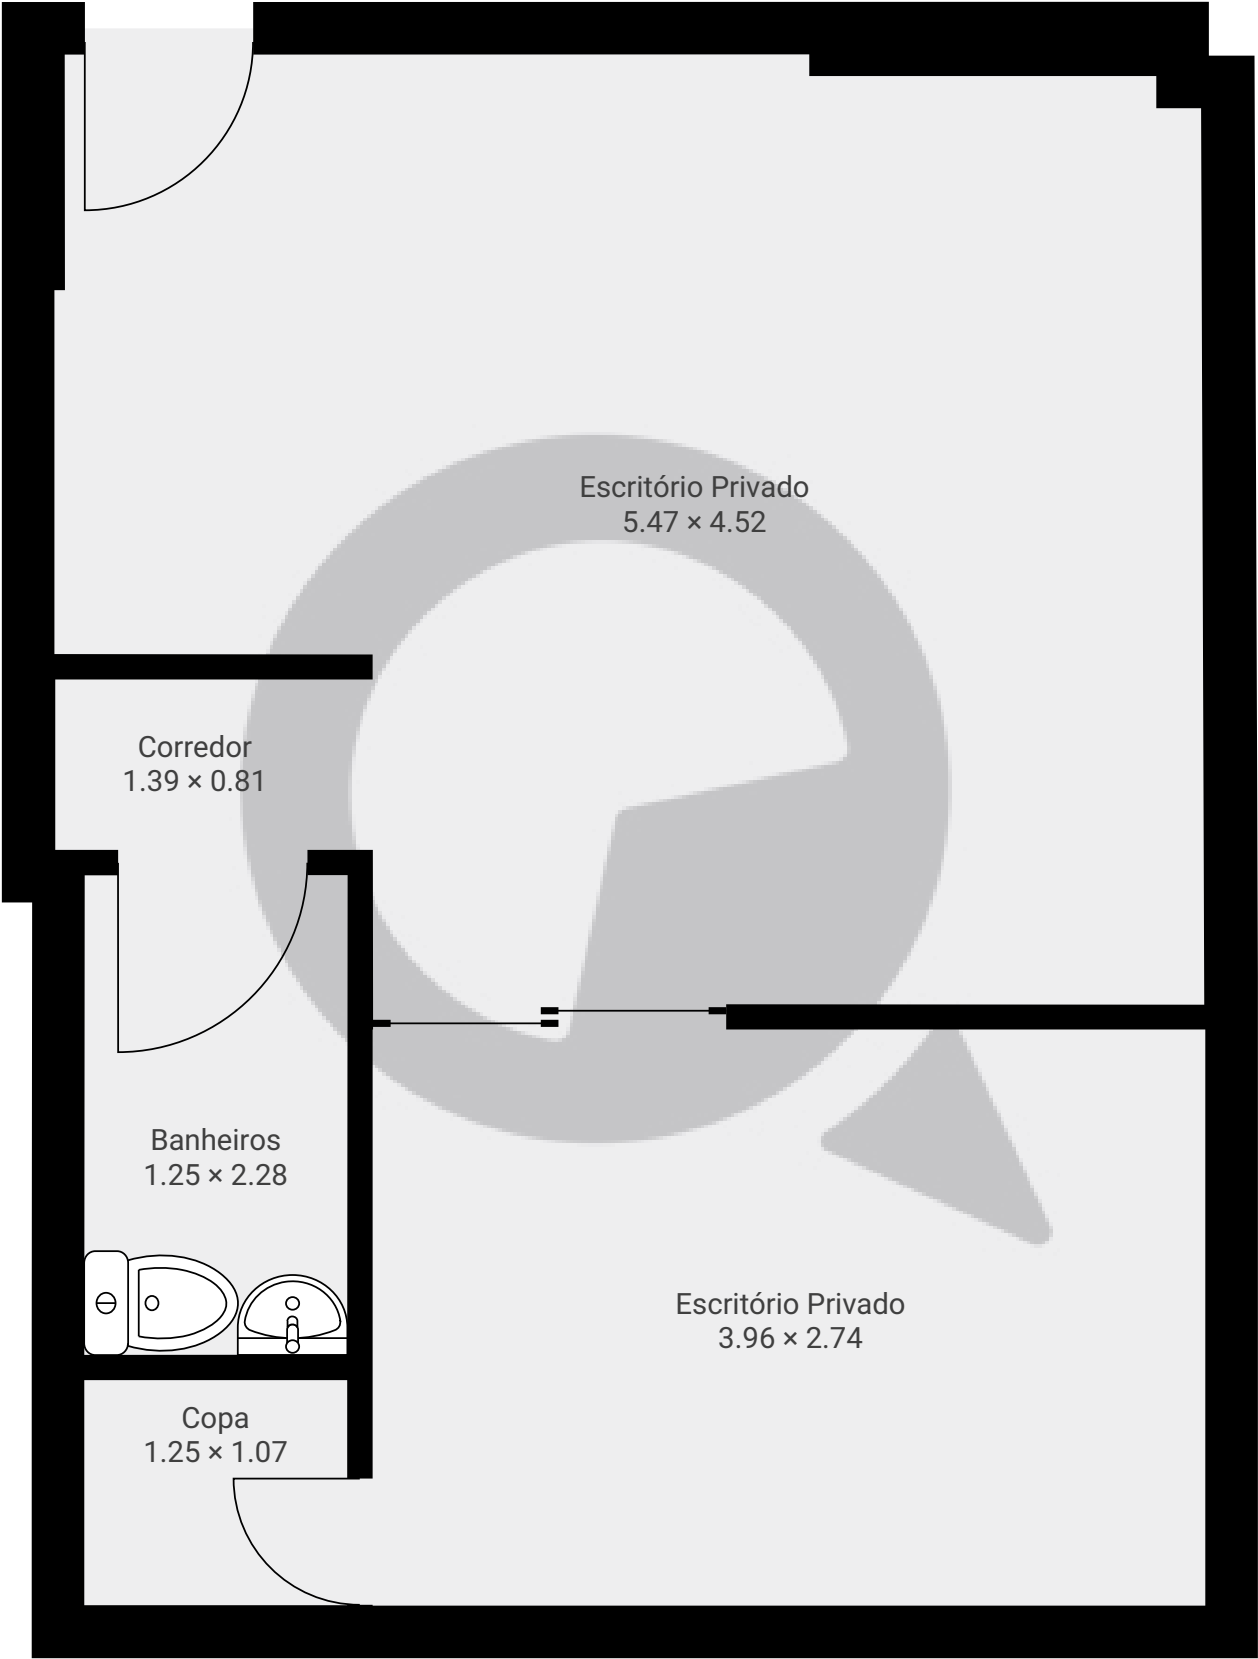 Escritório Privado
5.47 × 4.52
Corredor
1.39 × 0.81
Banheiros
1.25 × 2.28
Escritório Privado
3.96 × 2.74
Copa
1.25 × 1.07